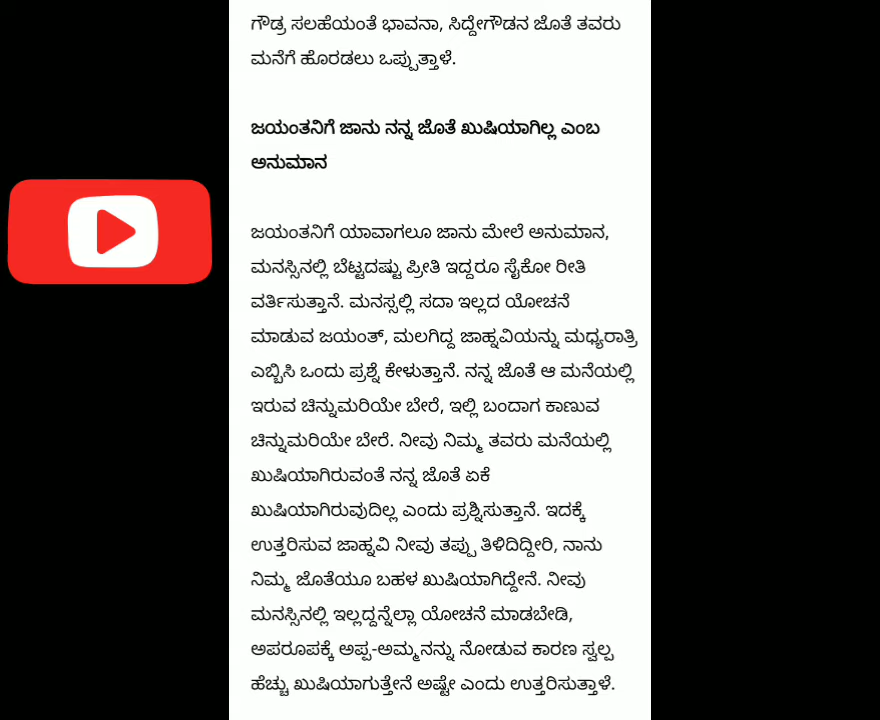 ಗೌಡ್ರ ಸಲಹೆಯಂತೆ ಭಾವನಾ, ಸಿದ್ದೇಗೌಡನ ಜೊತೆ ತವರು
ಮನೆಗೆ ಹೊರಡಲು ಒಪ್ಪುತ್ತಾಳೆ.
ಜಯಂತನಿಗೆ ಜಾನು ನನ್ನ ಜೊತೆ ಖುಷಿಯಾಗಿಲ್ಲ ಎಂಬ
ಅನುಮಾನ
ಜಯಂತನಿಗೆ ಯಾವಾಗಲೂ ಜಾನು ಮೇಲೆ ಅನುಮಾನ,
ಮನಸ್ಸಿನಲ್ಲಿ ಬೆಟ್ಟದಷ್ಟು ಪ್ರೀತಿ ಇದ್ದರೂ ಸೈಕೋ ರೀತಿ
ವರ್ತಿಸುತ್ತಾನೆ. ಮನಸ್ಸಲ್ಲಿ ಸದಾ ಇಲ್ಲದ ಯೋಚನೆ
ಮಾಡುವ ಜಯಂತ್, ಮಲಗಿದ್ದ ಜಾಹ್ನವಿಯನ್ನು ಮಧ್ಯರಾತ್ರಿ
ಎಬ್ಬಿಸಿ ಒಂದು ಪ್ರಶ್ನೆ ಕೇಳುತ್ತಾನೆ. ನನ್ನ ಜೊತೆ ಆ ಮನೆಯಲ್ಲಿ
ಇರುವ ಚಿನ್ನುಮರಿಯೇ ಬೇರೆ, ಇಲ್ಲಿ ಬಂದಾಗ ಕಾಣುವ
ಚಿನ್ನುಮರಿಯೇ ಬೇರೆ. ನೀವು ನಿಮ್ಮ ತವರು ಮನೆಯಲ್ಲಿ
ಖುಷಿಯಾಗಿರುವಂತೆ ನನ್ನ ಜೊತೆ ಏಕೆ
ಖುಷಿಯಾಗಿರುವುದಿಲ್ಲ ಎಂದು ಪ್ರಶ್ನಿಸುತ್ತಾನೆ. ಇದಕ್ಕೆ
ಉತ್ತರಿಸುವ ಜಾಹ್ನವಿ ನೀವು ತಪ್ಪು ತಿಳಿದಿದ್ದೀರಿ, ನಾನು
ನಿಮ್ಮ ಜೊತೆಯೂ ಬಹಳ ಖುಷಿಯಾಗಿದ್ದೇನೆ. ನೀವು
ಮನಸ್ಸಿನಲ್ಲಿ ಇಲ್ಲದ್ದನ್ನೆಲ್ಲಾ ಯೋಚನೆ ಮಾಡಬೇಡಿ,
ಅಪರೂಪಕ್ಕೆ ಅಪ್ಪ-ಅಮ್ಮನನ್ನು ನೋಡುವ ಕಾರಣ ಸ್ವಲ್ಪ
ಹೆಚ್ಚು ಖುಷಿಯಾಗುತ್ತೇನೆ ಅಷ್ಟೇ ಎಂದು ಉತ್ತರಿಸುತ್ತಾಳೆ.